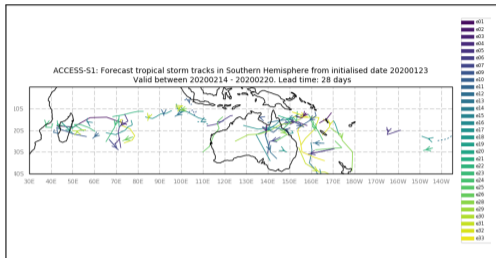 ACCESS-S1: Forecast tropical storm tracks in Southern Hemisphere from initialised date 20200123
Valid between 20200214 - 20200220. Lead time: 28 days
10S
20S
30S
40S
30E 40E 50E 60E 70E 80E 90E 100E 110E 120E 130E 140E 150E 160E 170E 180E 170W 160W 150W 140W
e01
e02
e03
e04
e05
e06
e07
e08
e09
e10
e11
e12
e13
e14
e15
e16
e17
e18
e19
e20
e21
e22
e23
e24
e25
e26
e28
e29
e30
e31
e32
e33